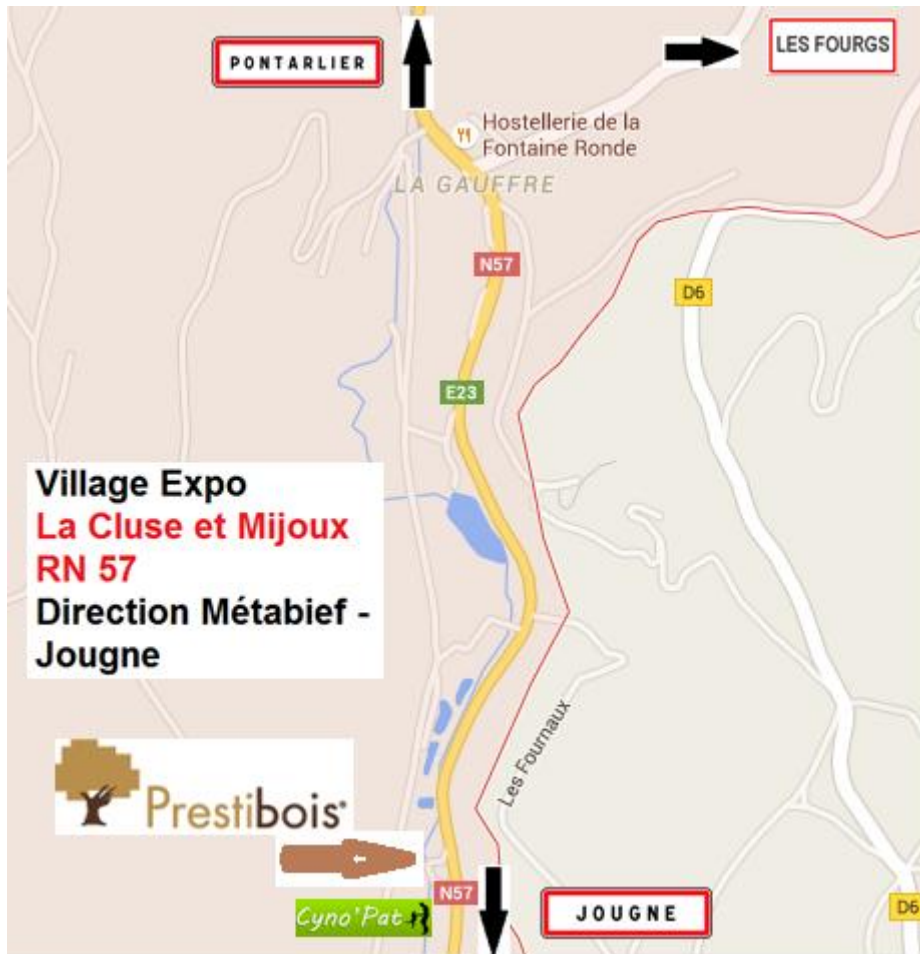 PONTARLIER
LES FOURGS
Hostellerie de la
Fontaine Ronde
LA GAUFFRE
N57
D6
E23
Village Expo
La Cluse et Mijoux
RN 57
Direction Métabief -
Jougne
Les Fournaux
Prestibois®
N57
Cyno'Pat
JOUGNE
D6